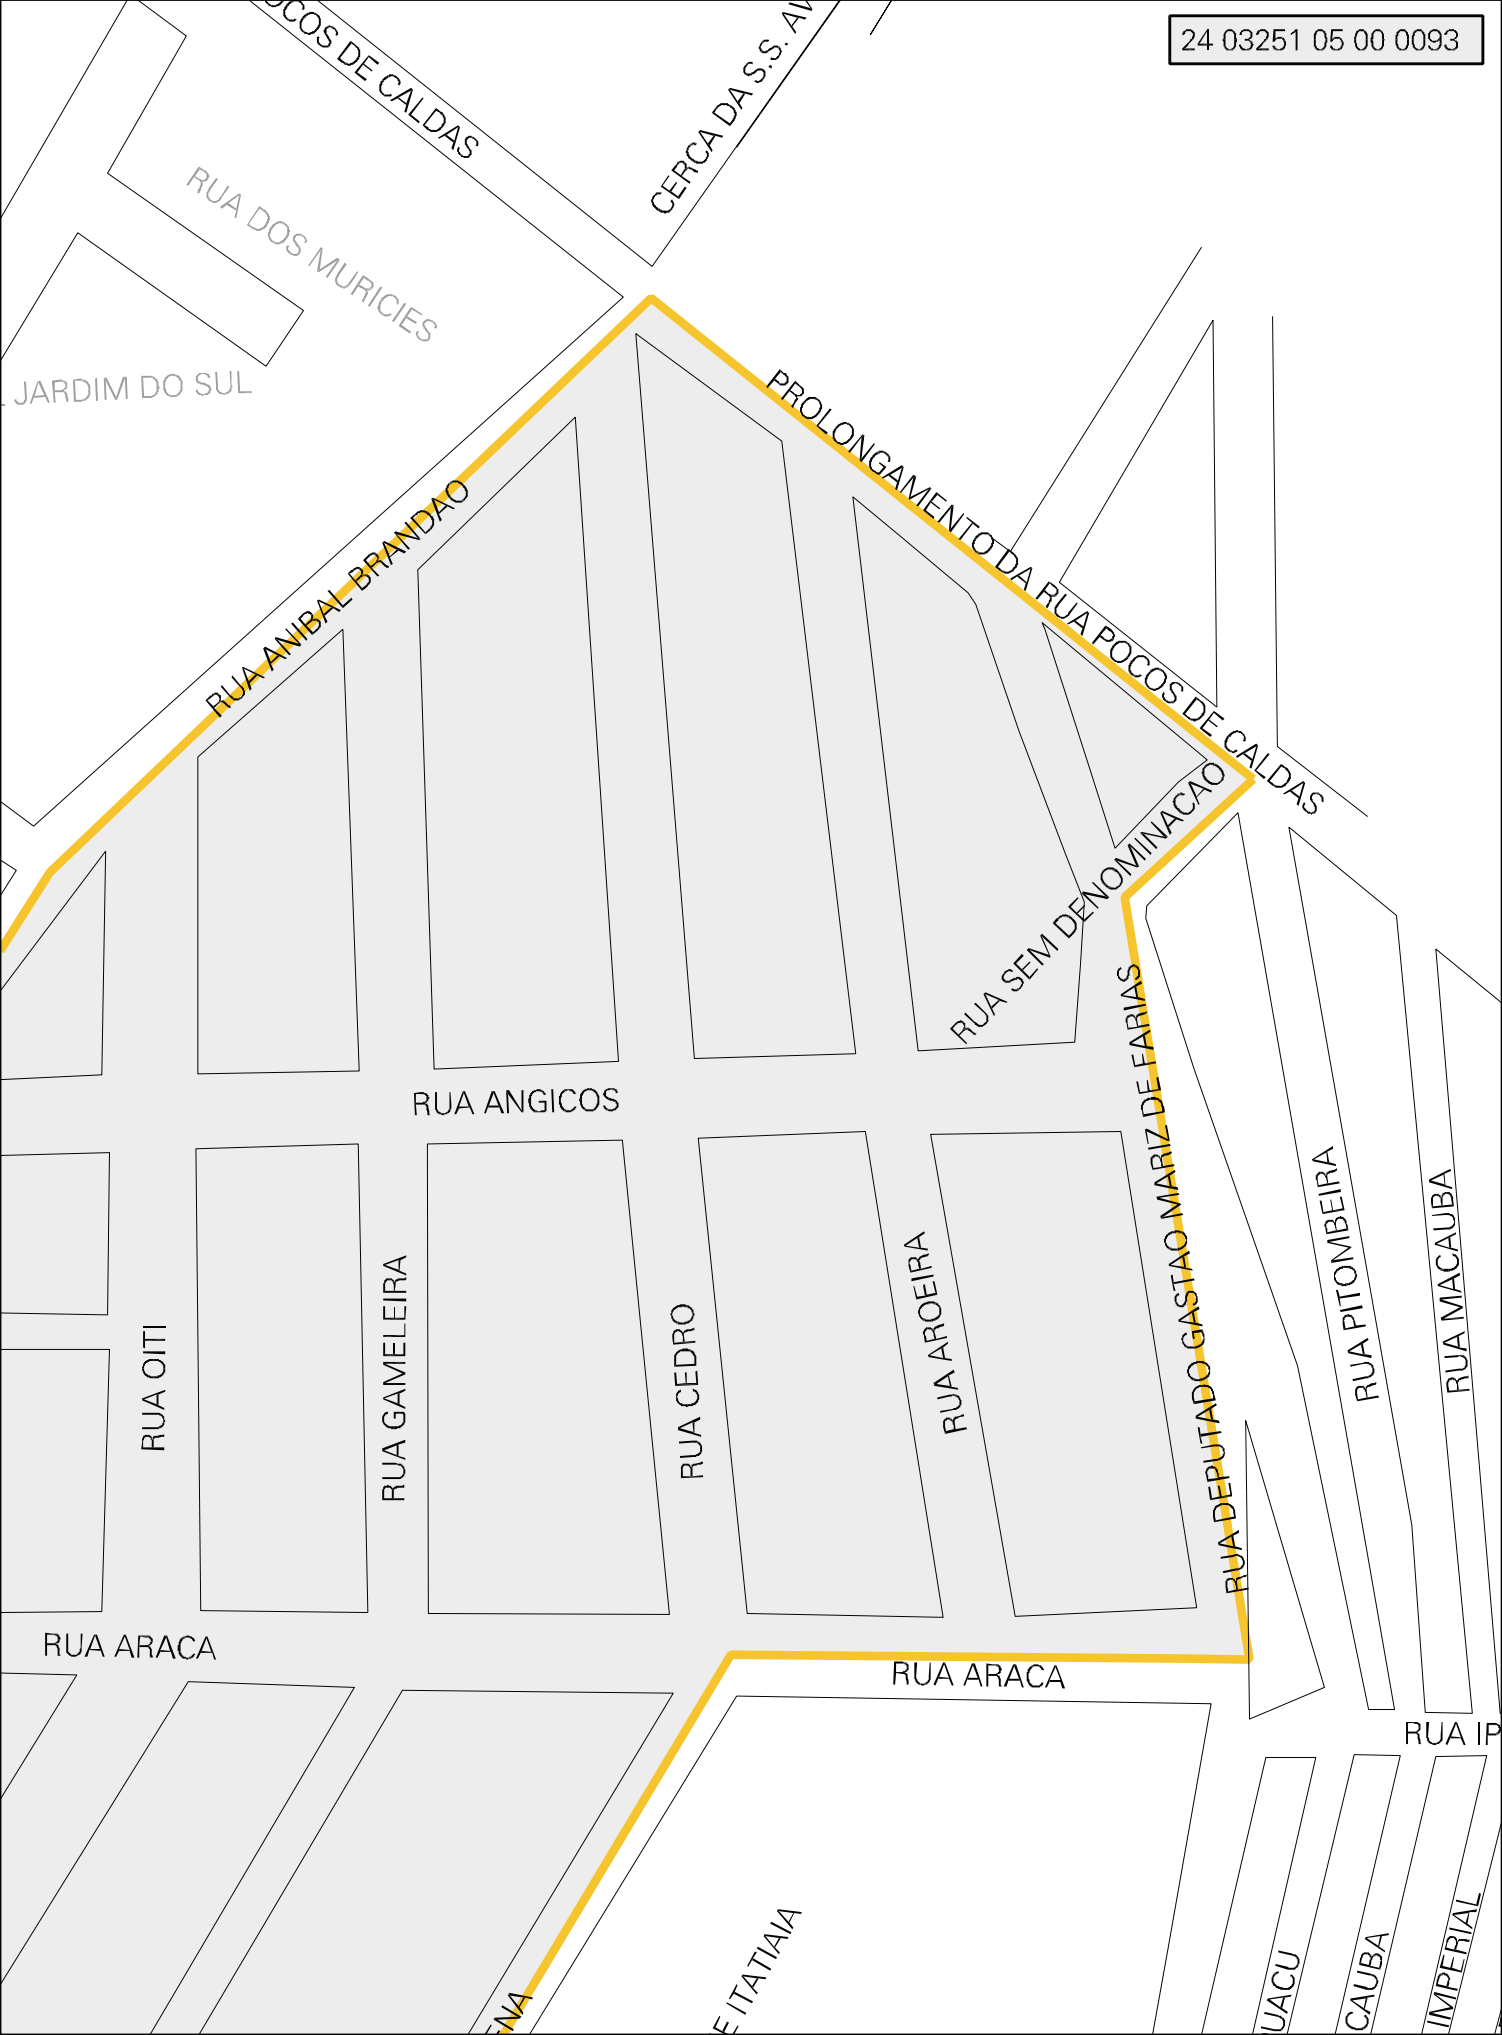 24 03251 05 00 0093
OCOS DE CALDAS
CERCA DA S.S.
RUA DOS MURICIES
JARDIM DO SUL
PROLONGAMENTO DA RUA POCOS DE CALDAS
RUA ANIBAL BRANDAO
RUA SEM DENOMINACAO
RUA DEPUTADO GASTAO MARIZ DE FARIAS
RUA ANGICOS
RUA OITI
RUA GAMELEIRA
RUA CEDRO
RUA AROEIRA
RUA PITOMBEIRA
RUA MACAUBA
RUA ARACA
RUA ARACA
RUA IP
ENA
E ITATIAIA
UACU
CAUBA
IMPERIAL